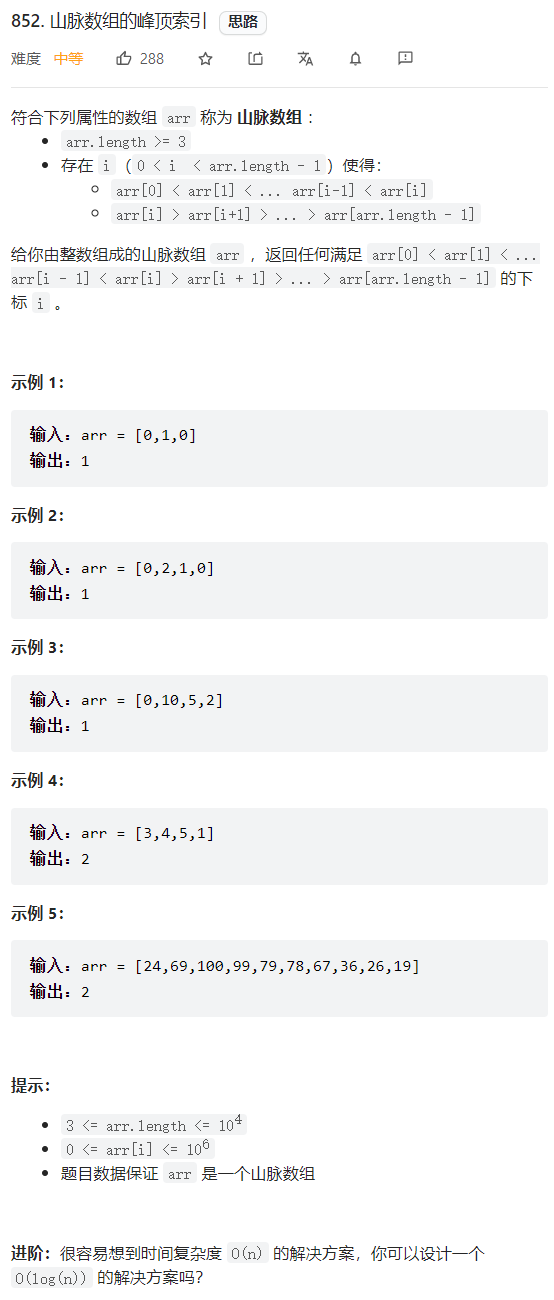 852. 山脉数组的峰顶索引 思路
难度 中等 288
符合下列属性的数组 arr 称为 山脉数组 ：
arr.length >= 3
存在 i （ 0 < i < arr.length - 1 ）使得：
arr[0] < arr[1] < ... arr[i-1] < arr[i]
arr[i] > arr[i+1] > ... > arr[arr.length - 1]
给你由整数组成的山脉数组 arr ，返回任何满足 arr[0] < arr[1] < ...
arr[i - 1] < arr[i] > arr[i + 1] > ... > arr[arr.length - 1] 的下
标 i 。
示例 1：
输入：arr = [0,1,0]
输出：1
示例 2：
输入：arr = [0,2,1,0]
输出：1
示例 3：
输入：arr = [0,10,5,2]
输出：1
示例 4：
输入：arr = [3,4,5,1]
输出：2
示例 5：
输入：arr = [24,69,100,99,79,78,67,36,26,19]
输出：2
提示：
3 <= arr.length <= 10⁴
0 <= arr[i] <= 10⁶
题目数据保证 arr 是一个山脉数组
进阶：很容易想到时间复杂度 O(n) 的解决方案，你可以设计一个
O(log(n)) 的解决方案吗？